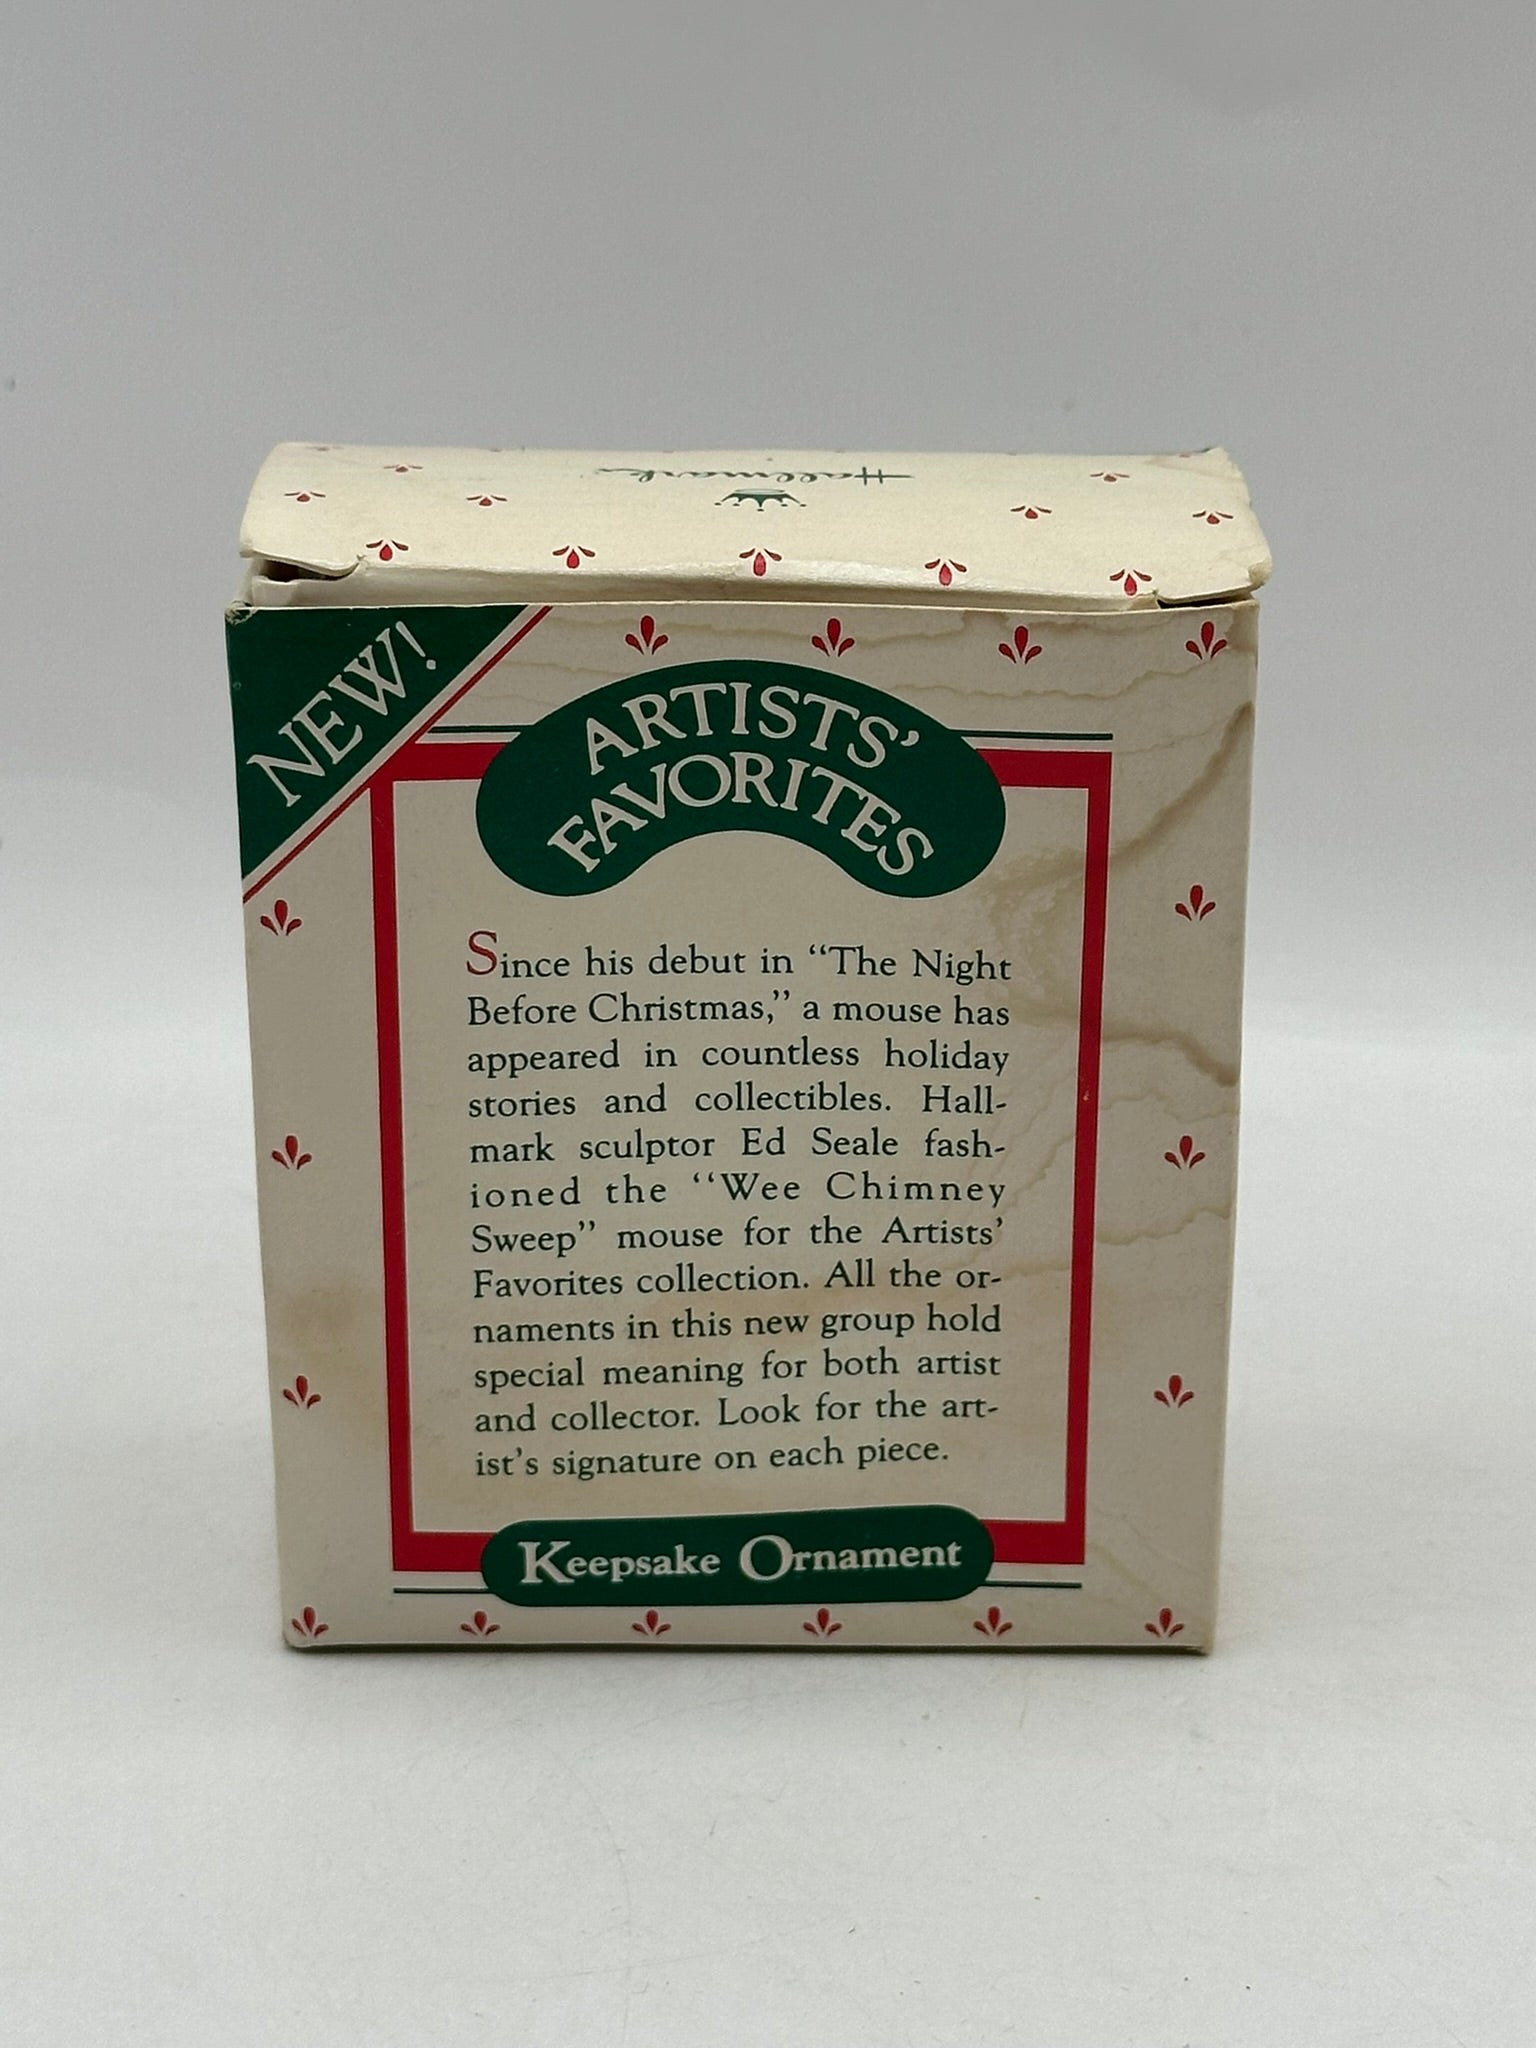 Hallmark
NEW!
ARTISTS'
FAVORITES
Since his debut in “The Night
Before Christmas,” a mouse has
appeared in countless holiday
stories and collectibles. Hall-
mark sculptor Ed Seale fash-
ioned the “Wee Chimney
Sweep” mouse for the Artists’
Favorites collection. All the or-
naments in this new group hold
special meaning for both artist
and collector. Look for the art-
ist’s signature on each piece.
Keepsake Ornament